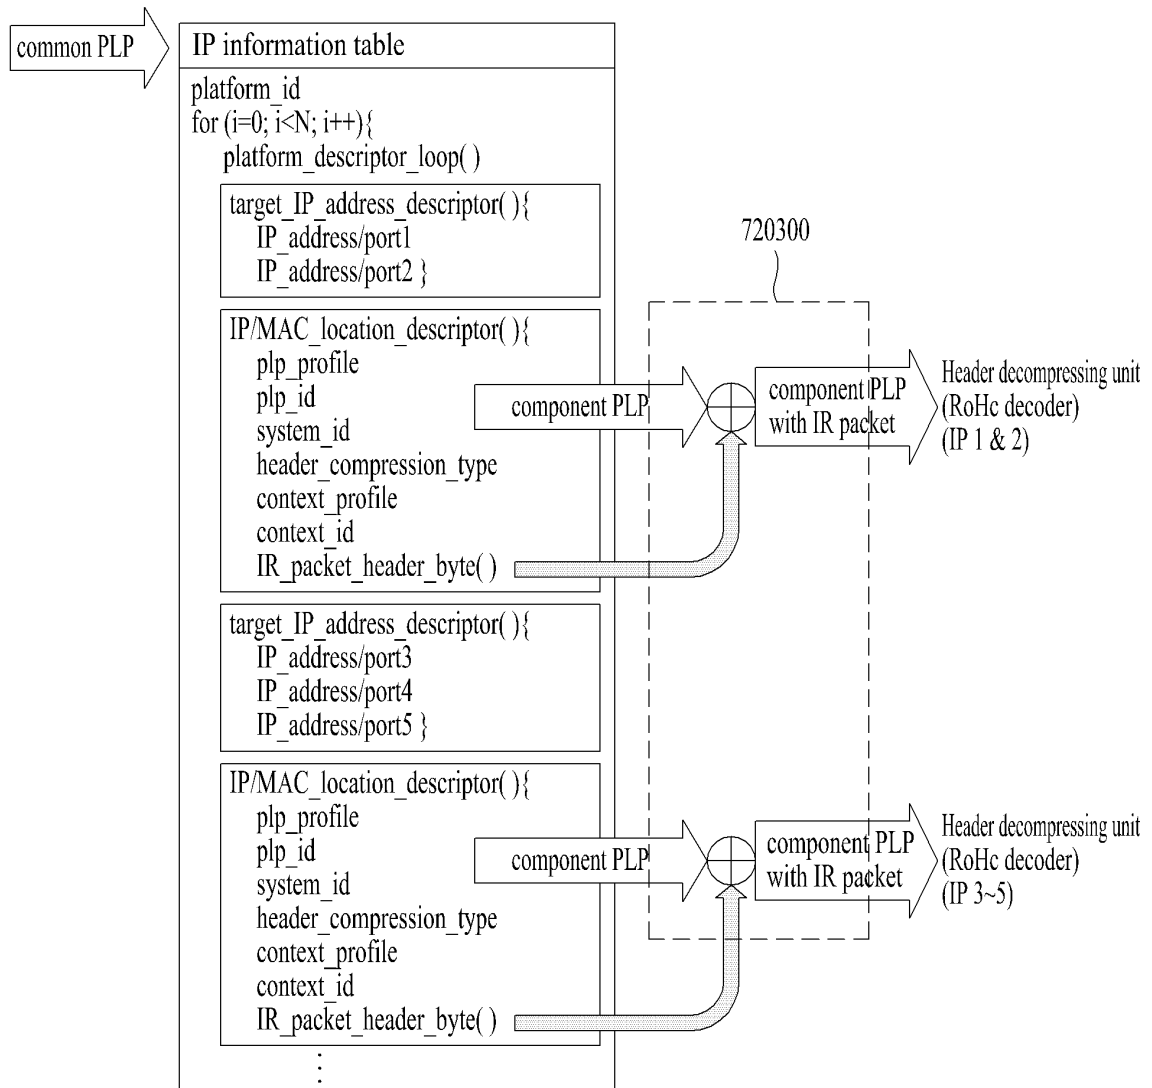 common PLP
IP information table
platform_id
for (i=0; i<N; i++){
platform_descriptor_loop( )
target_IP_address_descriptor( ){
IP_address/port1
IP_address/port2 }
720300
IP/MAC_location_descriptor( ){
plp_profile
plp_id
system_id
header_compression_type
context_profile
context_id
IR_packet_header_byte( )
component PLP
component PLP
with IR packet
Header decompressing unit
(RoHc decoder)
(IP 1 & 2)
target_IP_address_descriptor( ){
IP_address/port3
IP_address/port4
IP_address/port5 }
IP/MAC_location_descriptor( ){
plp_profile
plp_id
system_id
header_compression_type
context_profile
context_id
IR_packet_header_byte( )
component PLP
component PLP
with IR packet
Header decompressing unit
(RoHc decoder)
(IP 3~5)